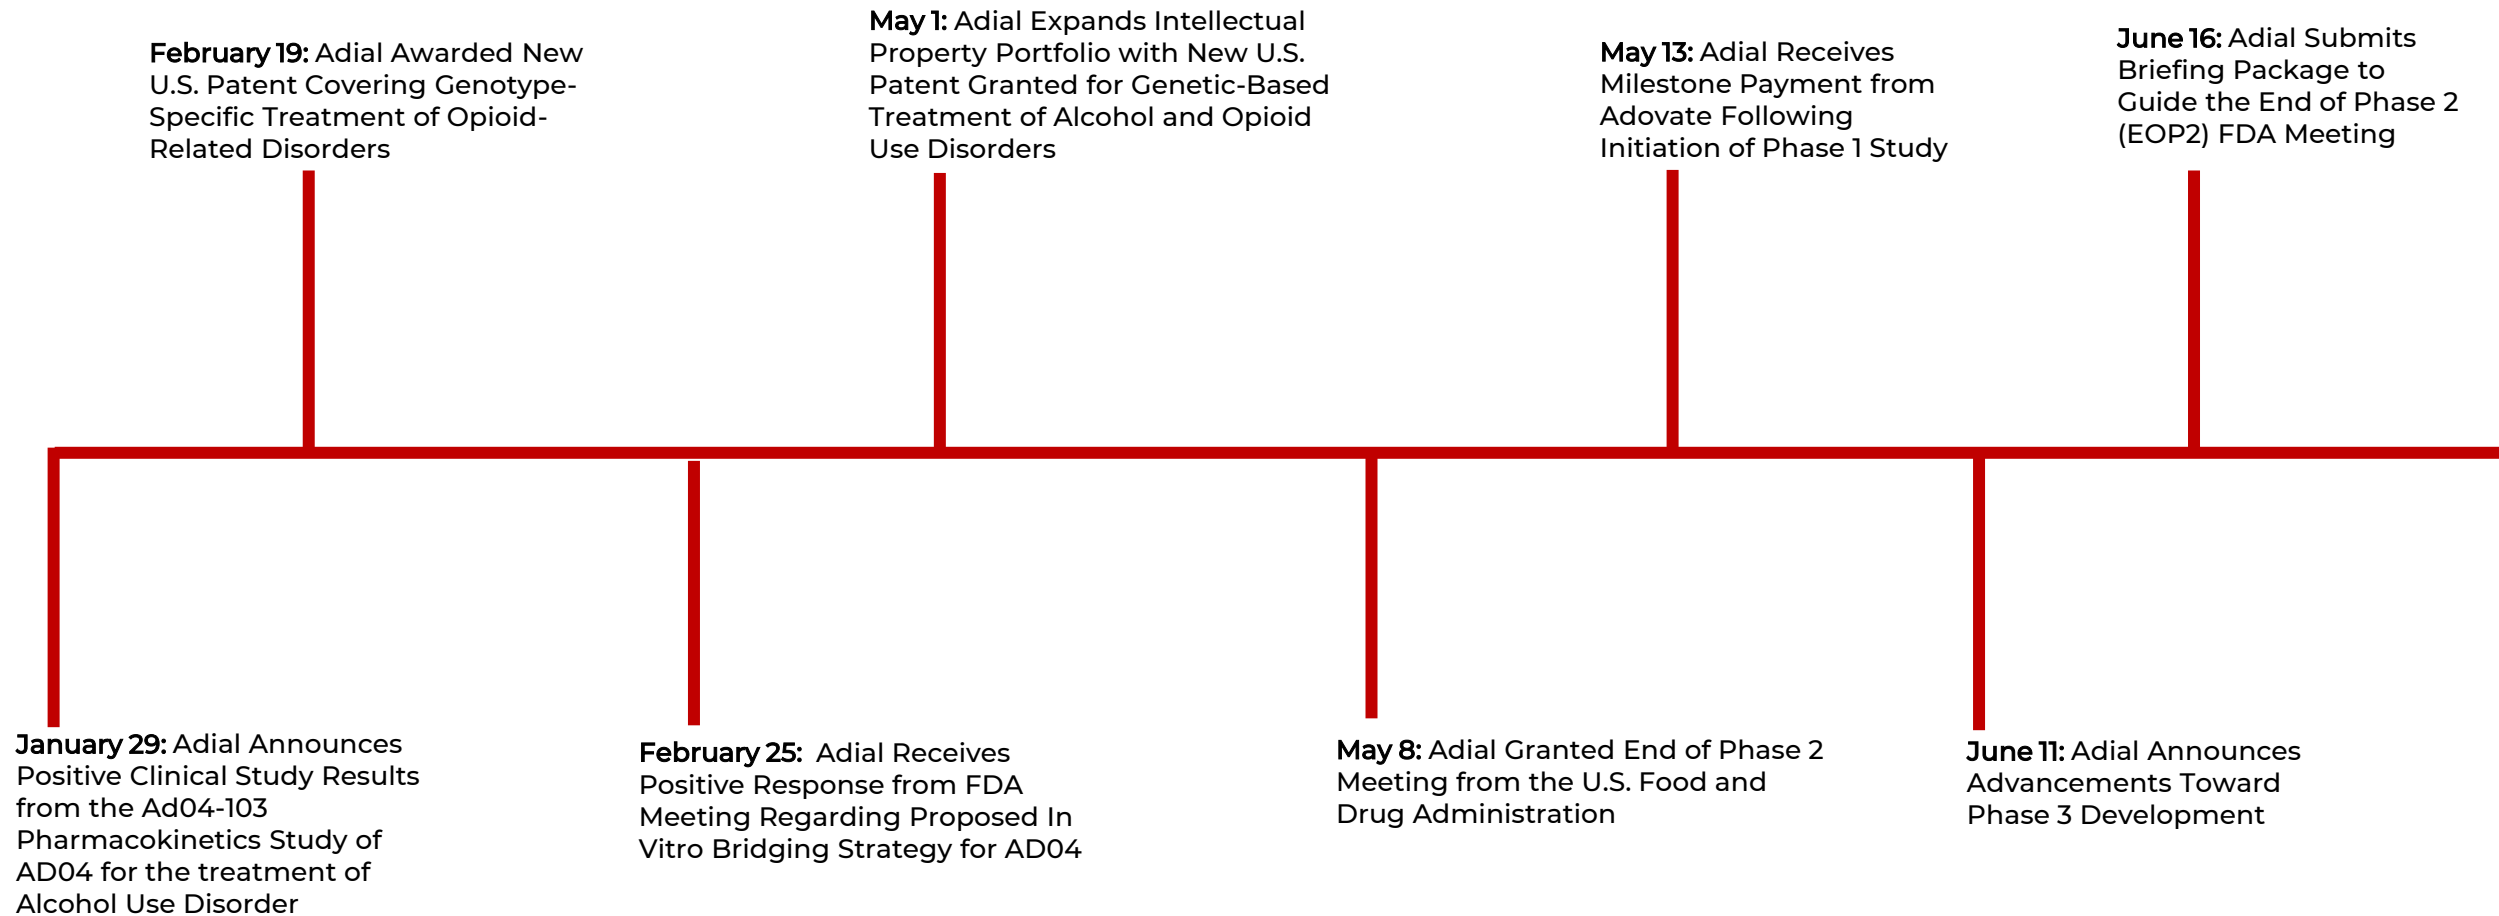 February 19: Adial Awarded New
U.S. Patent Covering Genotype-
Specific Treatment of Opioid-
Related Disorders
May 1: Adial Expands Intellectual
Property Portfolio with New U.S.
Patent Granted for Genetic-Based
Treatment of Alcohol and Opioid
Use Disorders
May 13: Adial Receives
Milestone Payment from
Adovate Following
Initiation of Phase 1 Study
June 16: Adial Submits
Briefing Package to
Guide the End of Phase 2
(EOP2) FDA Meeting
January 29: Adial Announces
Positive Clinical Study Results
from the Ad04-103
Pharmacokinetics Study of
AD04 for the treatment of
Alcohol Use Disorder
February 25:  Adial Receives
Positive Response from FDA
Meeting Regarding Proposed In
Vitro Bridging Strategy for AD04
May 8: Adial Granted End of Phase 2
Meeting from the U.S. Food and
Drug Administration
June 11: Adial Announces
Advancements Toward
Phase 3 Development